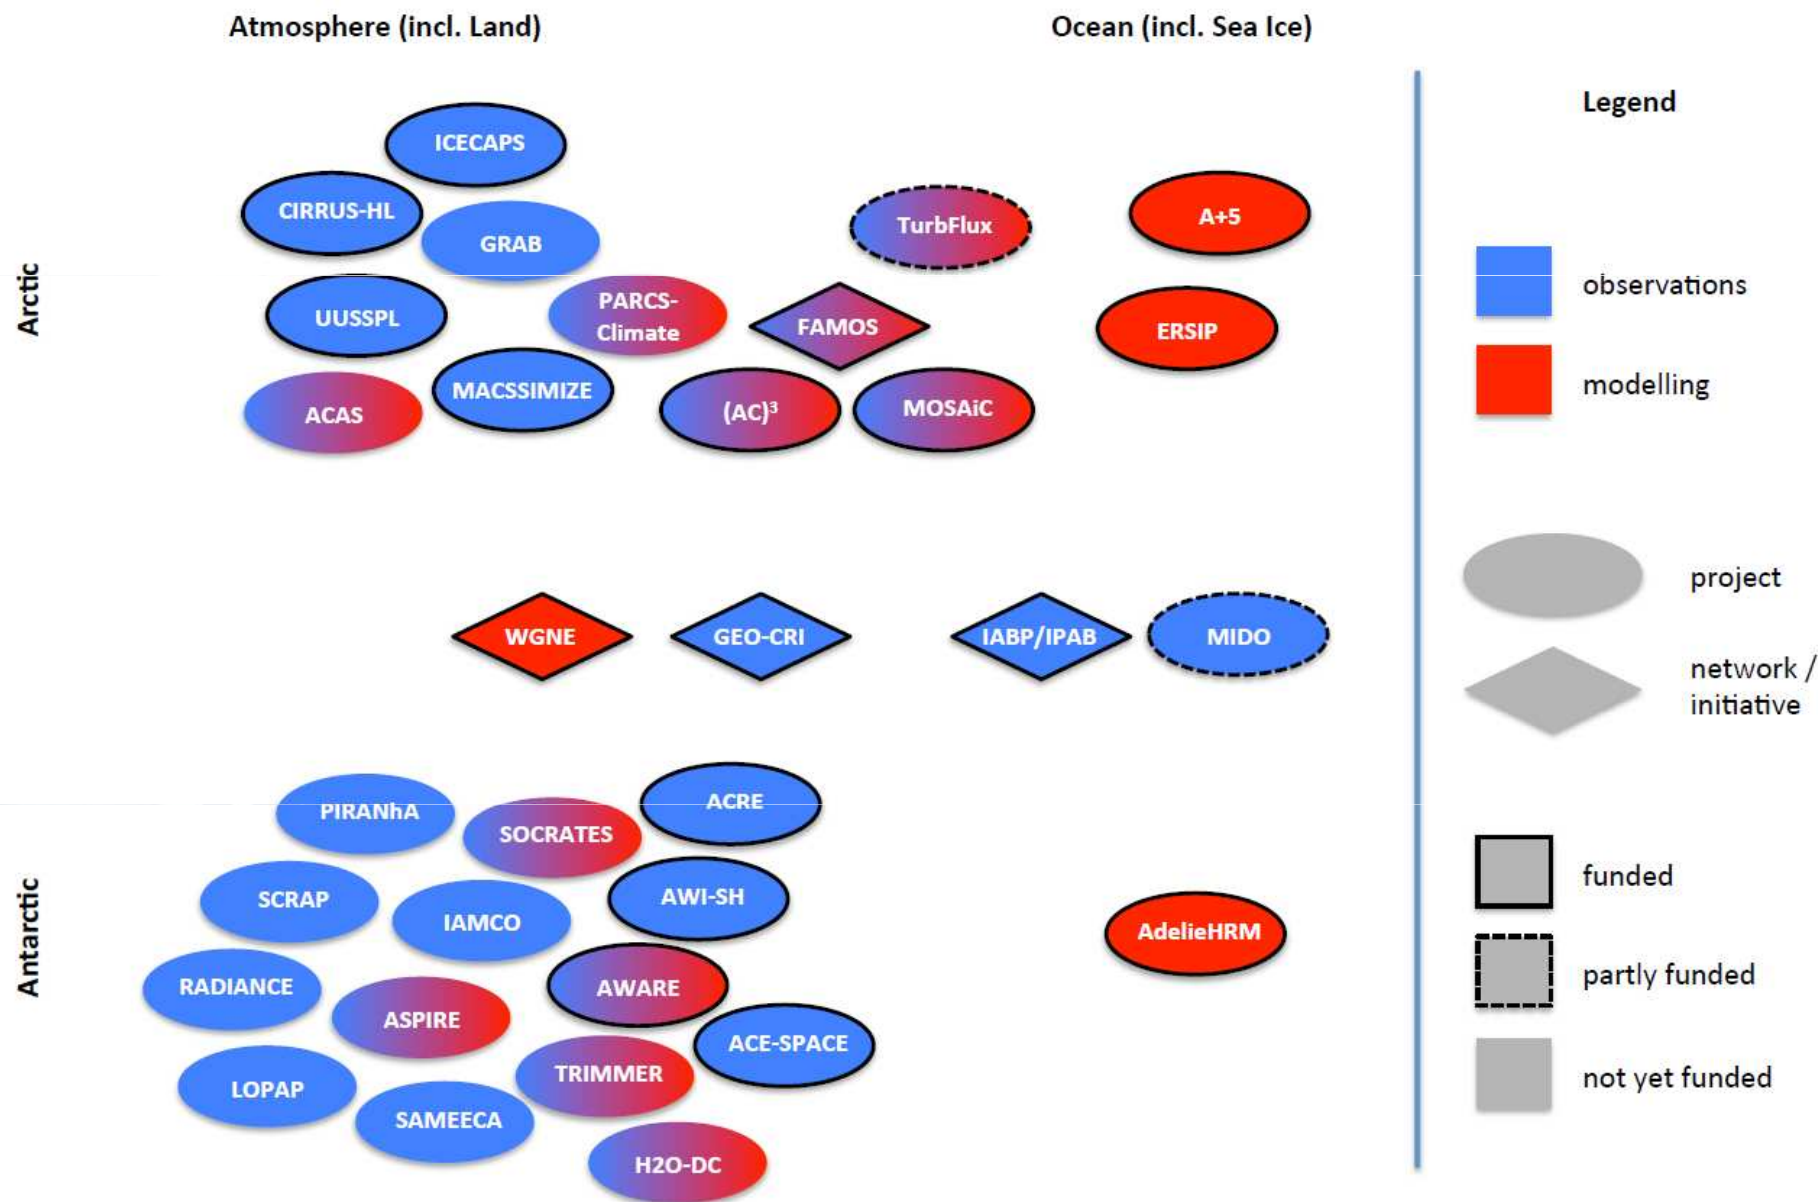 Atmosphere (incl. Land)
Ocean (incl. Sea Ice)
Arctic
ICECAPS
CIRRUS-HL
GRAB
TurbFlux
A+5
UUSSPL
PARCS-
Climate
FAMOS
ERSIP
ACAS
MACSSIMIZE
(AC)³
MOSAiC
WGNE
GEO-CRI
IABP/IPAB
MIDO
Antarctic
PIRANhA
SOCRATES
ACRE
SCRAP
IAMCO
AWI-SH
AdelieHRM
RADIANCE
ASPIRE
AWARE
ACE-SPACE
LOPAP
SAMEECA
TRIMMER
H2O-DC
Legend
observations
modelling
project
network /
initiative
funded
partly funded
not yet funded